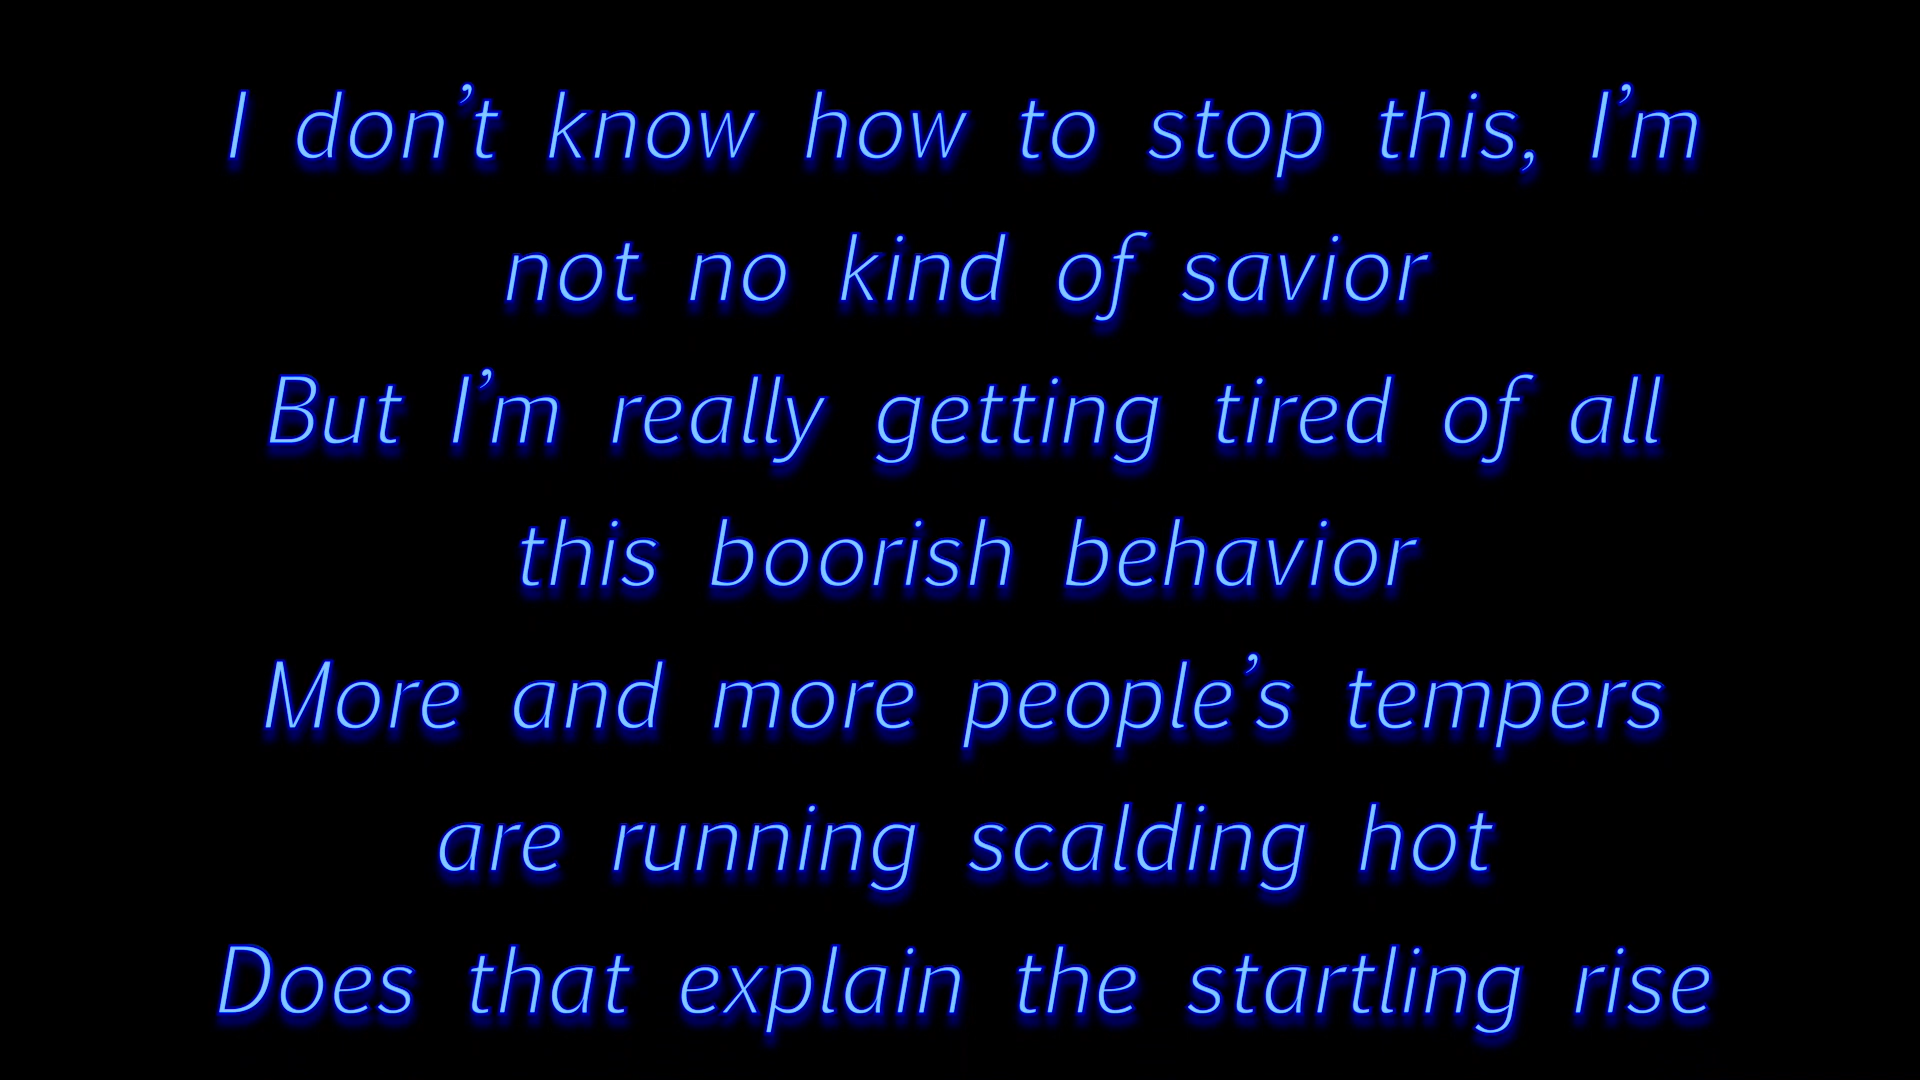 I don’t know how to stop this, I’m
not no kind of savior
But I’m really getting tired of all
this boorish behavior
More and more people’s tempers
are running scalding hot
Does that explain the startling rise